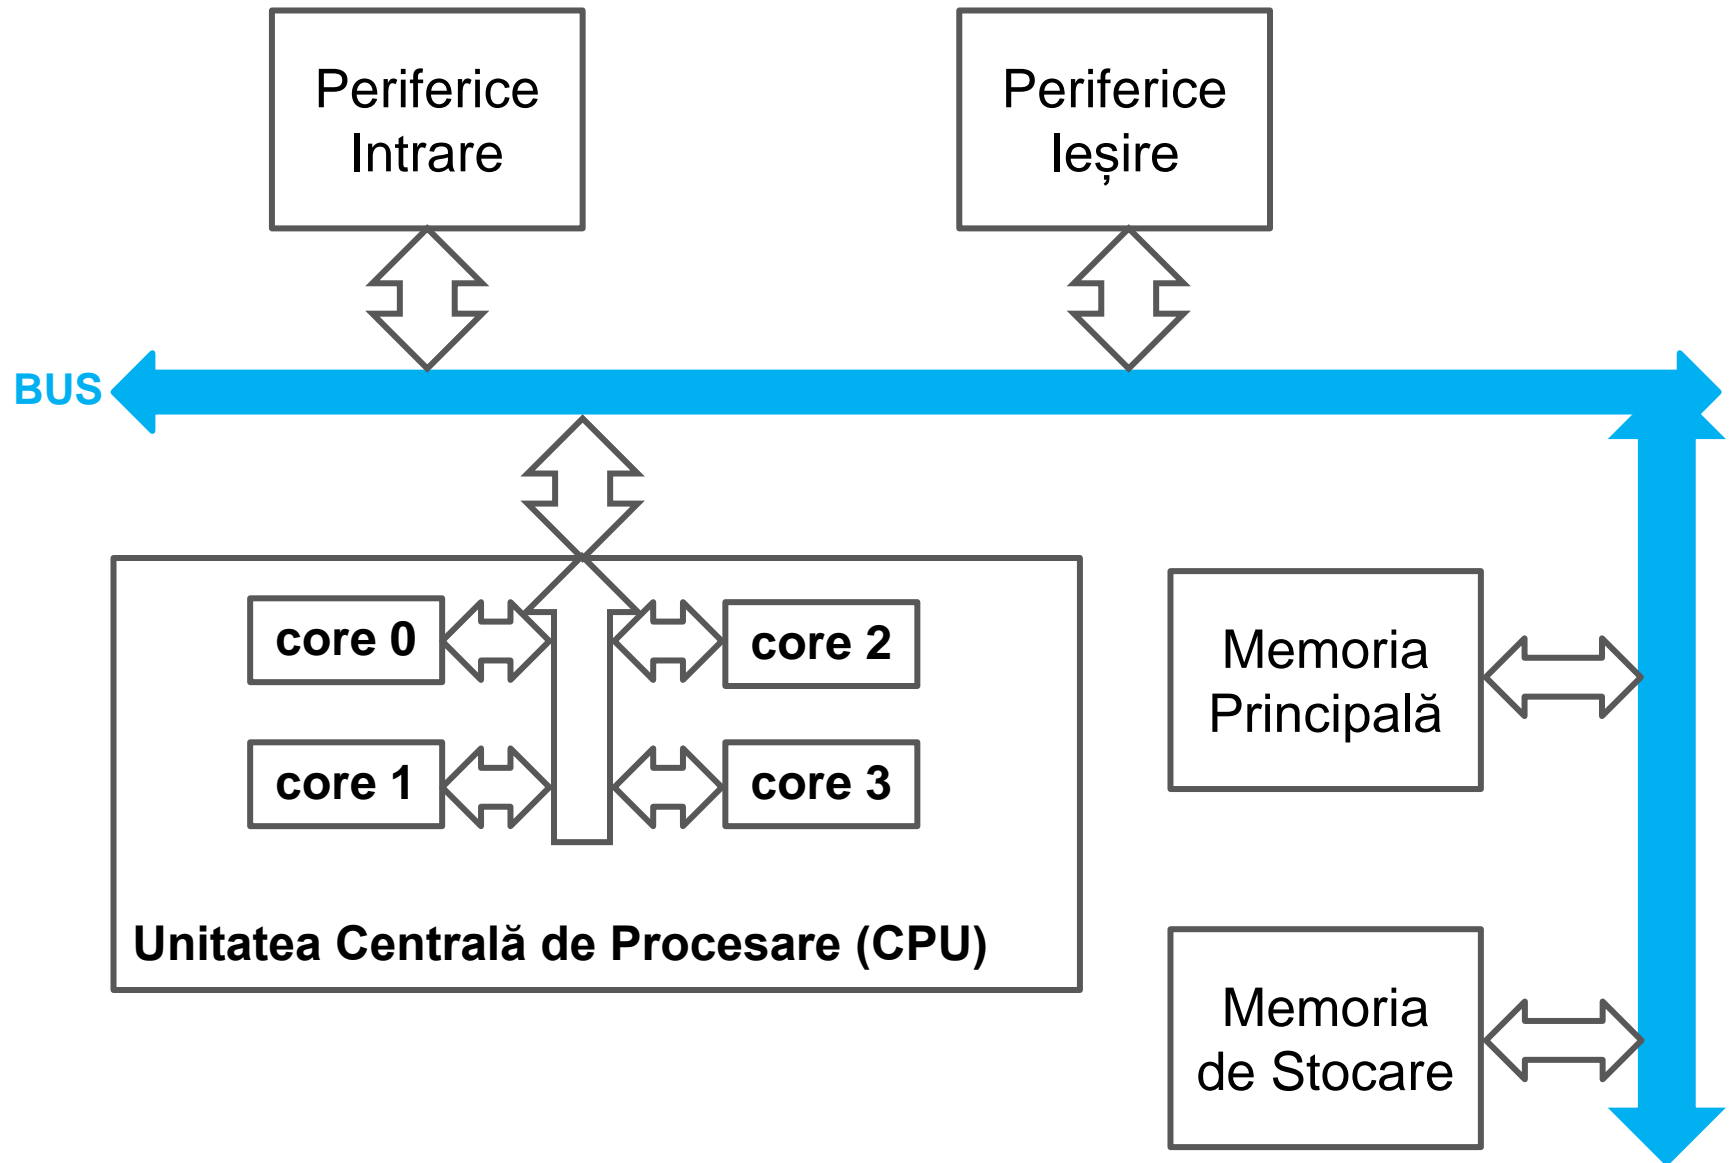 Periferice
Intrare
Periferice
Ieșire
BUS
core 0
core 2
core 1
core 3
Unitatea Centrală de Procesare (CPU)
Memoria
Principală
Memoria
de Stocare